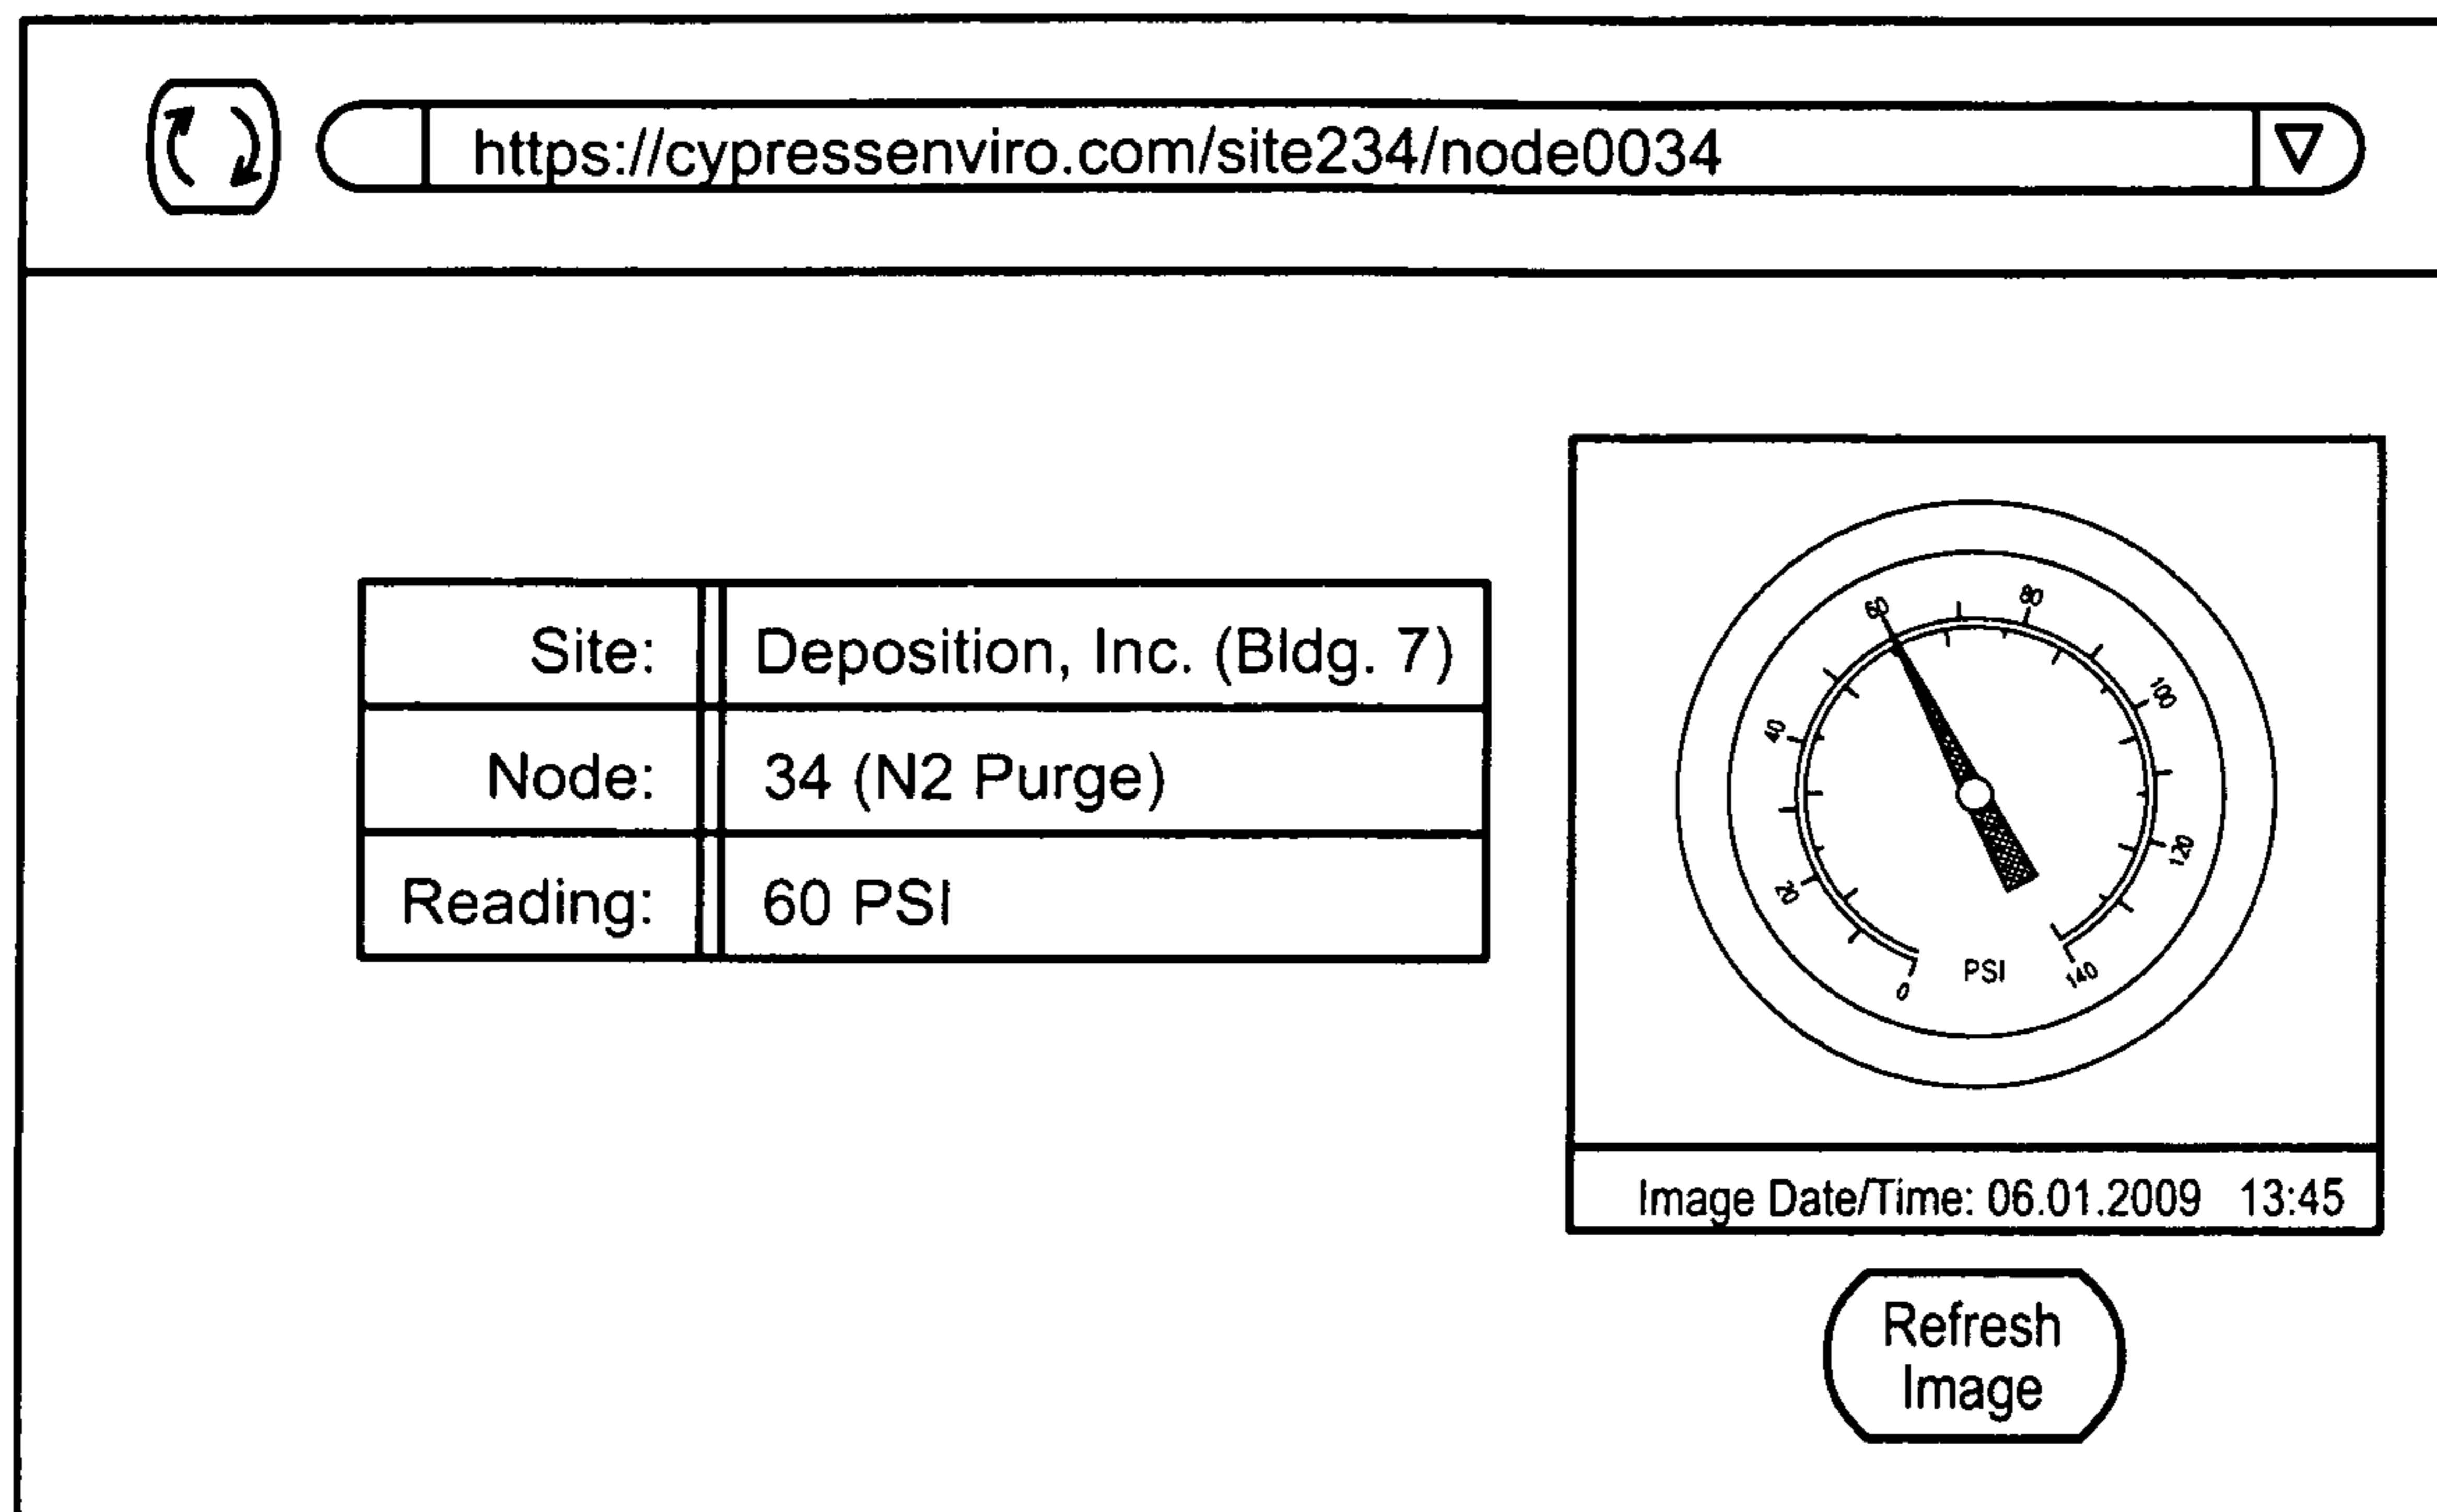 https://cypressenviro.com/site234/node0034
Site: Deposition, Inc. (Bldg. 7)
Node: 34 (N2 Purge)
Reading: 60 PSI
0
20
40
60
80
100
120
140
PSI
Image Date/Time: 06.01.2009 13:45
Refresh
Image